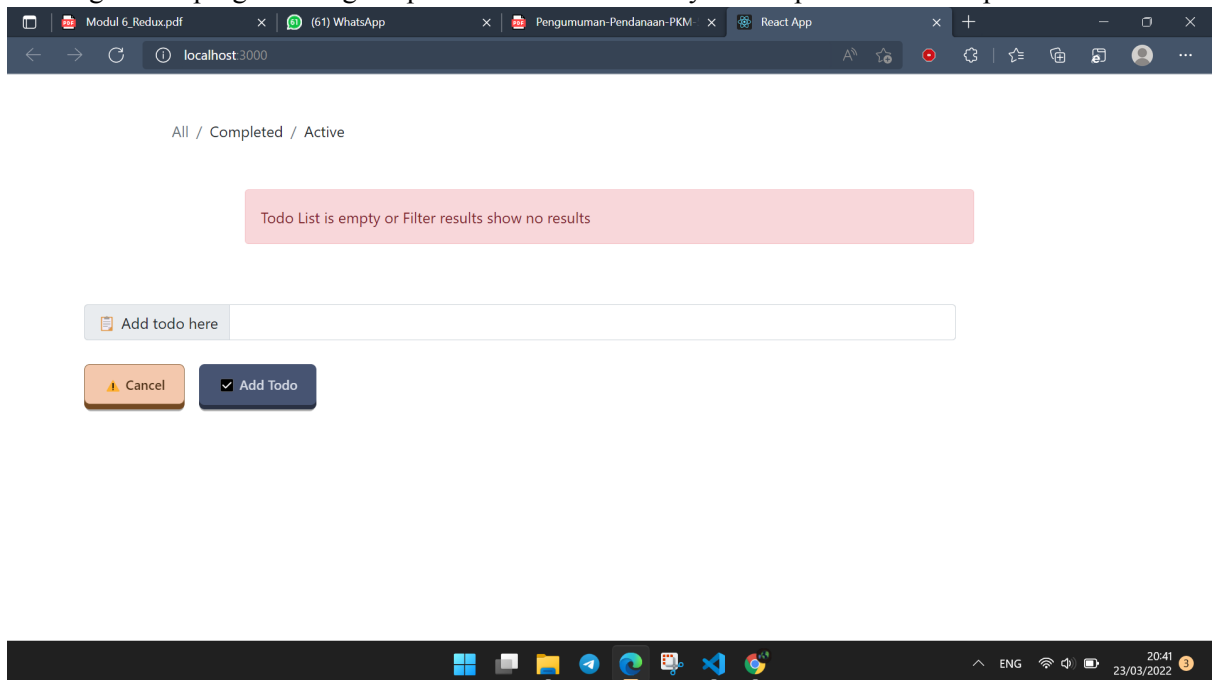 Modul 6_Redux.pdf
(61) WhatsApp
Pengumuman-Pendanaan-PKM-
React App
localhost:3000
All / Completed / Active
Todo List is empty or Filter results show no results
Add todo here
Cancel
Add Todo
ENG
20:41
23/03/2022
3